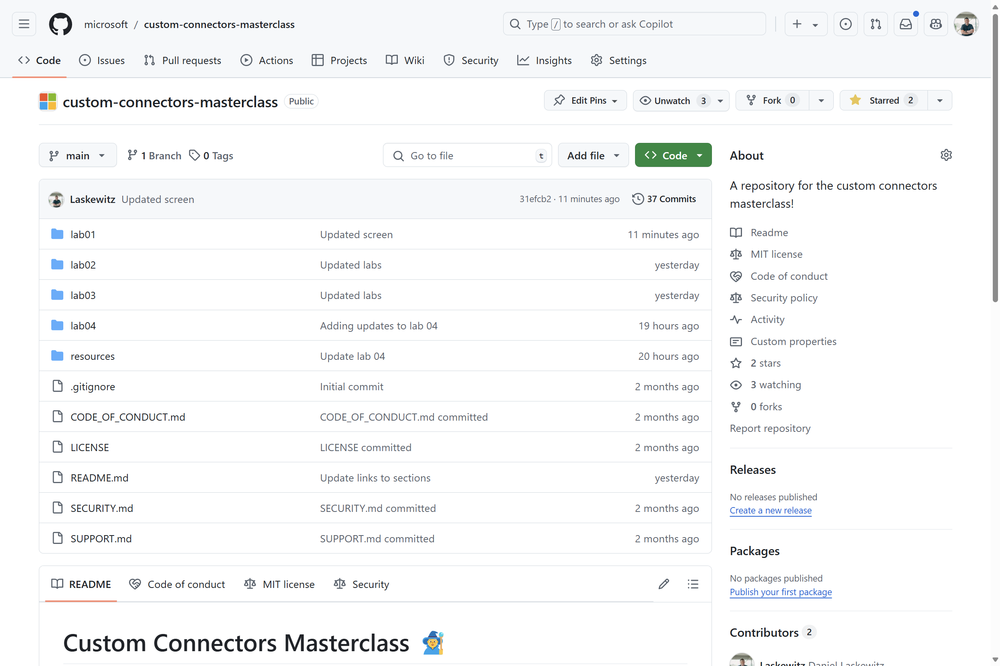 microsoft / custom-connectors-masterclass
Type / to search or ask Copilot
Code Issues Pull requests Actions Projects Wiki Security Insights Settings
custom-connectors-masterclass Public
Edit Pins Unwatch 3 Fork 0 Starred 2
main 1 Branch 0 Tags
Go to file t Add file Code
Laskewitz Updated screen 31efcb2 · 11 minutes ago 37 Commits
lab01 Updated screen 11 minutes ago
lab02 Updated labs yesterday
lab03 Updated labs yesterday
lab04 Adding updates to lab 04 19 hours ago
resources Update lab 04 20 hours ago
.gitignore Initial commit 2 months ago
CODE_OF_CONDUCT.md CODE_OF_CONDUCT.md committed 2 months ago
LICENSE LICENSE committed 2 months ago
README.md Update links to sections yesterday
SECURITY.md SECURITY.md committed 2 months ago
SUPPORT.md SUPPORT.md committed 2 months ago
README Code of conduct MIT license Security
Custom Connectors Masterclass
About
A repository for the custom connectors
masterclass!
Readme
MIT license
Code of conduct
Security policy
Activity
Custom properties
2 stars
3 watching
0 forks
Report repository
Releases
No releases published
Create a new release
Packages
No packages published
Publish your first package
Contributors 2
Laskewitz Daniel Laskewitz